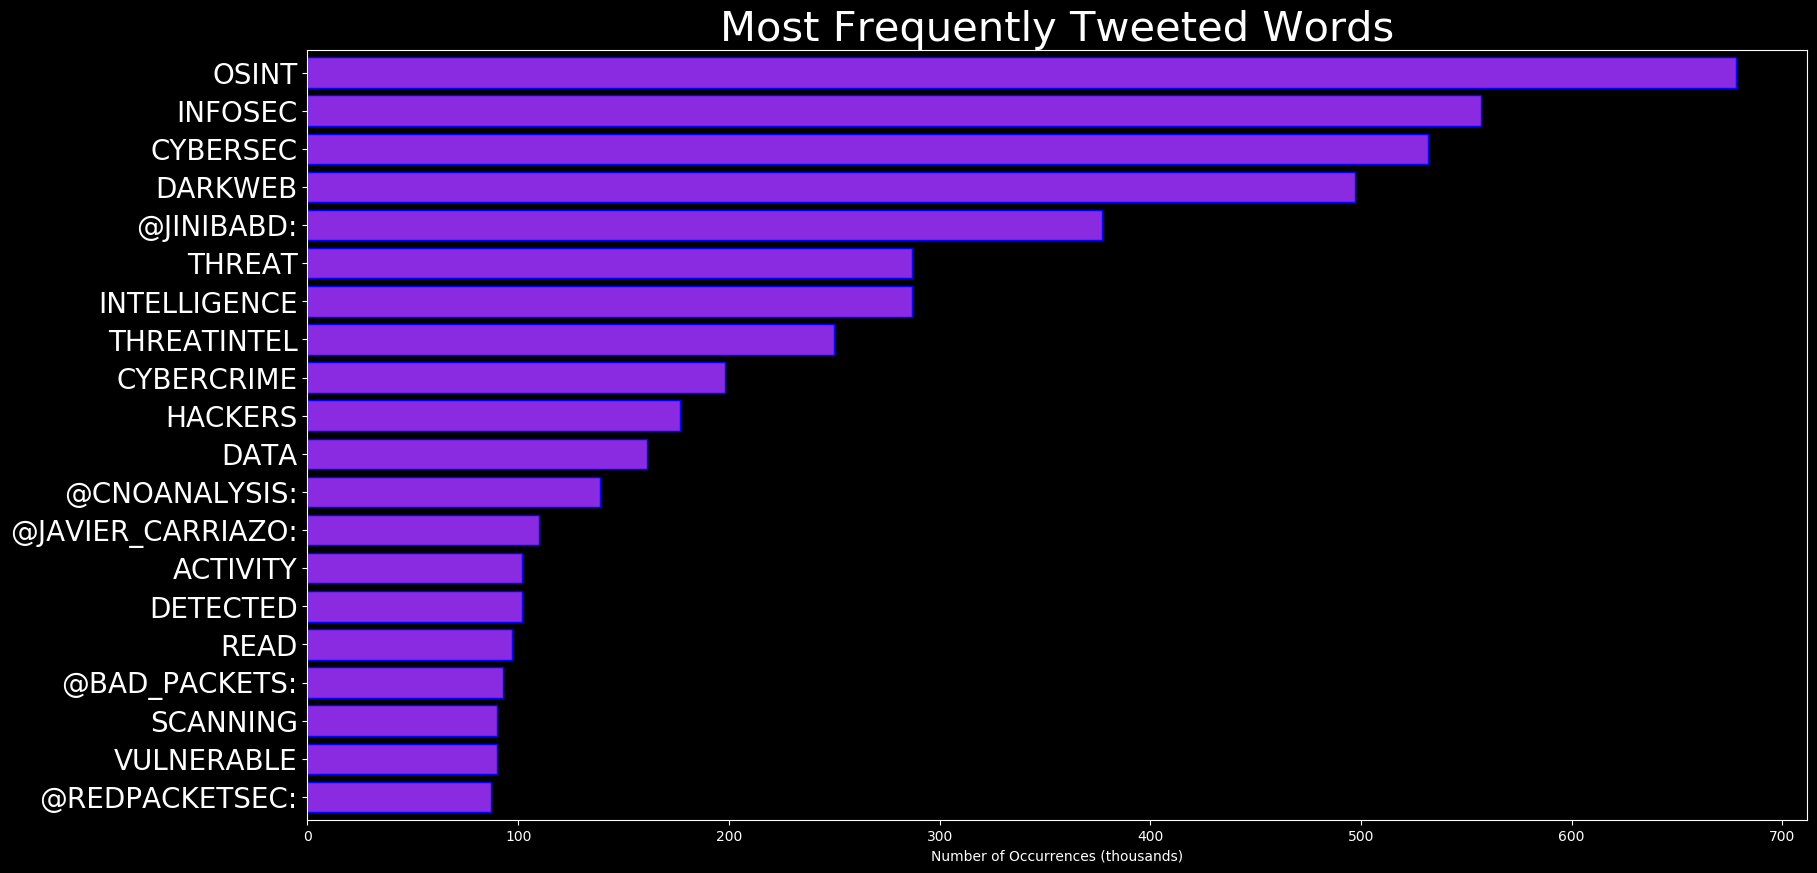 Most Frequently Tweeted Words
OSINT
INFOSEC
CYBERSEC
DARKWEB
@JINIBABD:
THREAT
INTELLIGENCE
THREATINTEL
CYBERCRIME
HACKERS
DATA
@CNOANALYSIS:
@JAVIER_CARRIAZO:
ACTIVITY
DETECTED
READ
@BAD_PACKETS:
SCANNING
VULNERABLE
@REDPACKETSEC:
0 100 200 300 400 500 600 700
Number of Occurrences (thousands)